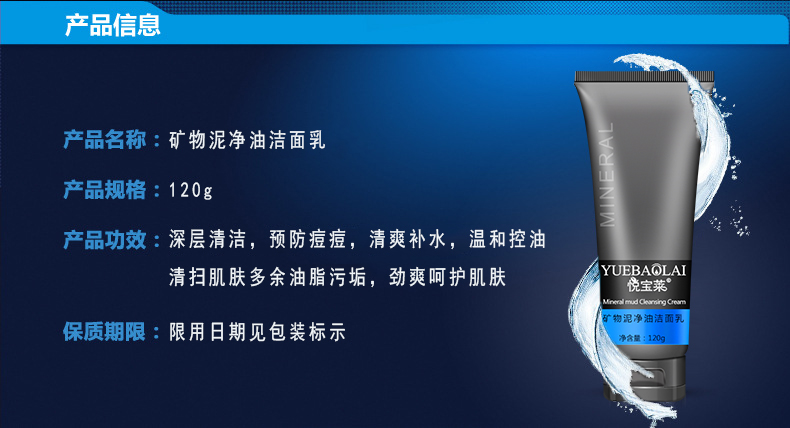 产品信息
产品名称：矿物泥净油洁面乳
产品规格：120g
产品功效：深层清洁，预防痘痘，清爽补水，温和控油
清扫肌肤多余油脂污垢，劲爽呵护肌肤
保质期限：限用日期见包装标示
MINERAL
YUEBAOLAI
悦宝莱®
Mineral mud Cleansing Cream
矿物泥净油洁面乳
净含量：120g